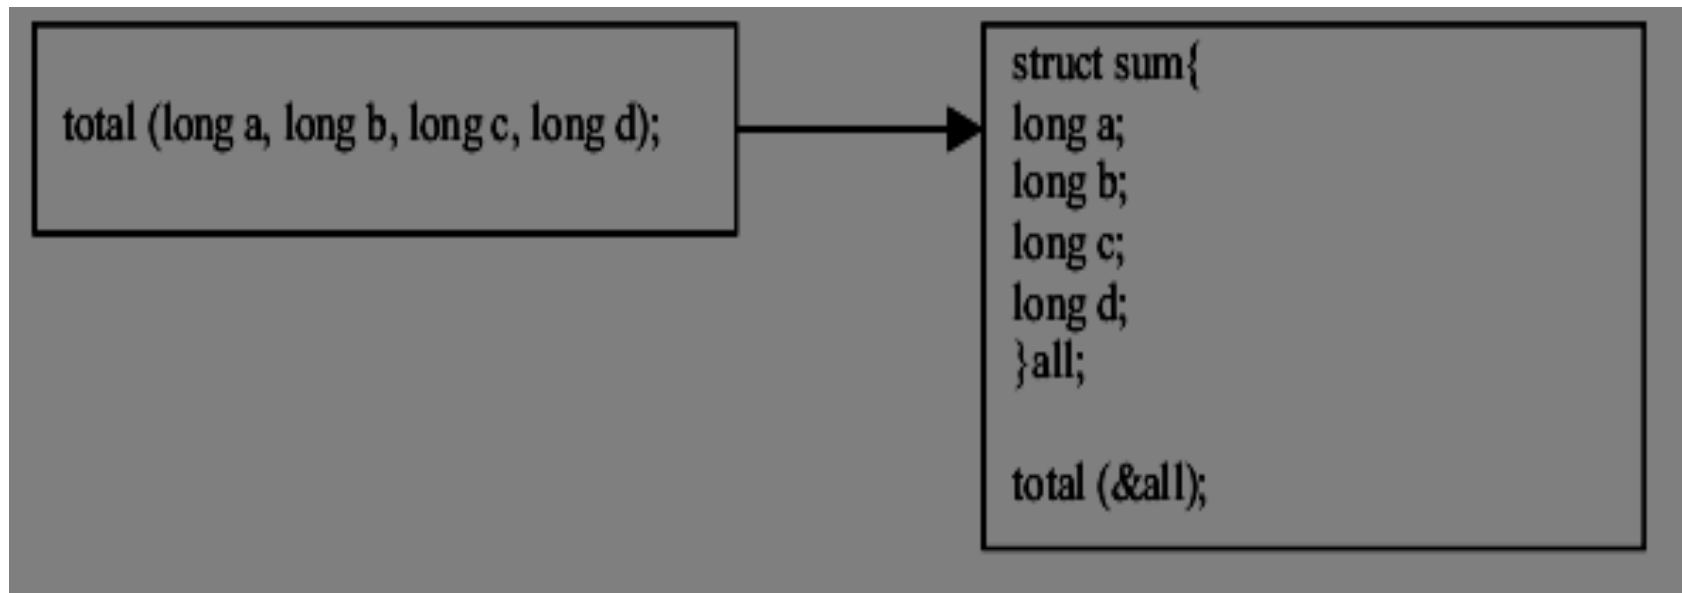 total (long a, long b, long c, long d);
struct sum{
long a;
long b;
long c;
long d;
}all;
total (&all);